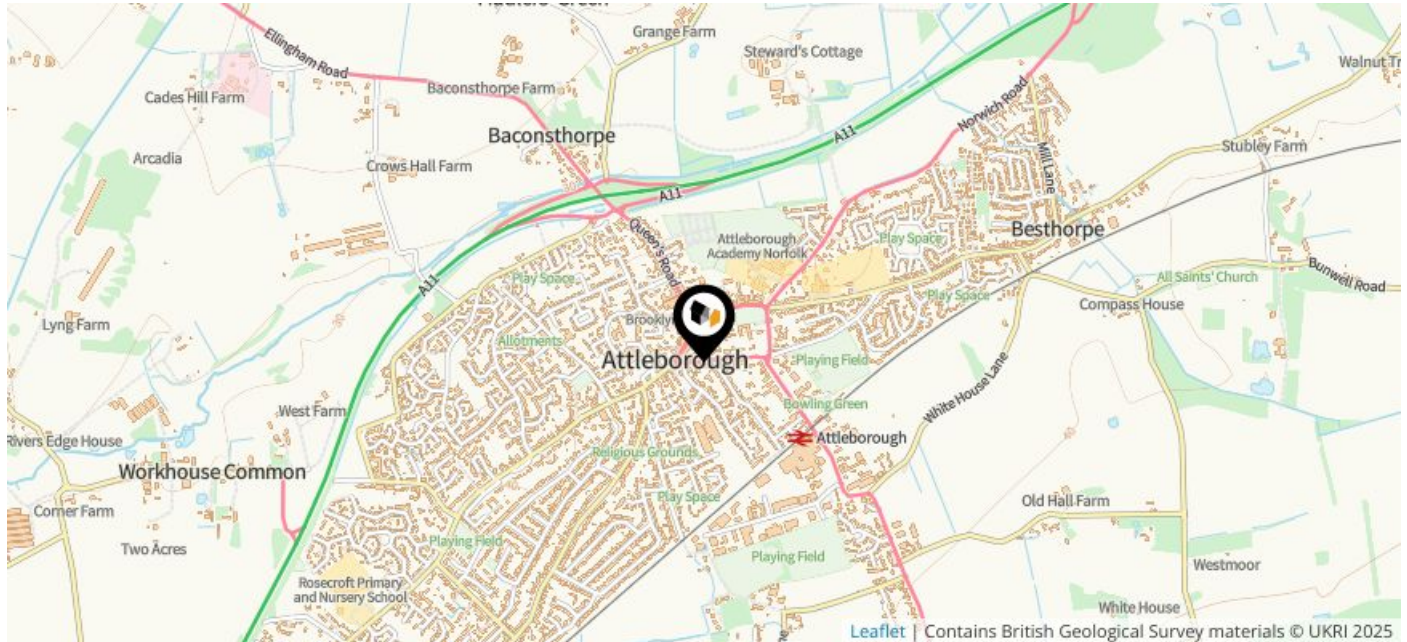 Grange Farm
Steward's Cottage
Ellingham Road
Walnut
Cades Hill Farm
Baconsthorpe Farm
Norwich Road
Baconsthorpe
A11
Arcadia
Crows Hall Farm
Mill Lane
Stubley Farm
A11
Queen's Road
Attleborough
Academy Norfolk
Play Space
Besthorpe
All Saints' Church
Bunwell Road
A11
Play Space
Play Space
Compass House
Lyng Farm
Allotments
Attleborough
Playing Field
White House Lane
West Farm
Bowling Green
Rivers Edge House
Attleborough
Religious Grounds
Workhouse Common
Play Space
Old Hall Farm
Corner Farm
Two Acres
Playing Field
Playing Field
Westmoor
Rosecroft Primary
and Nursery School
White House
Leaflet | Contains British Geological Survey materials © UKRI 2025